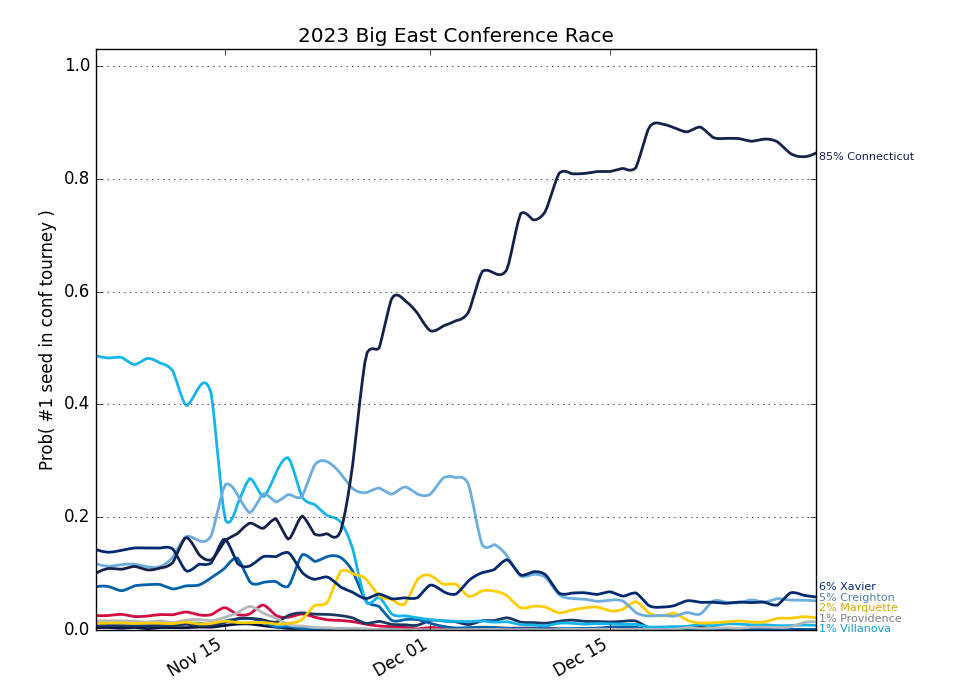 2023 Big East Conference Race
1.0
0.8
0.6
0.4
0.2
0.0
Prob( #1 seed in conf tourney )
Nov 15
Dec 01
Dec 15
85% Connecticut
6% Xavier
5% Creighton
2% Marquette
1% Providence
1% Villanova